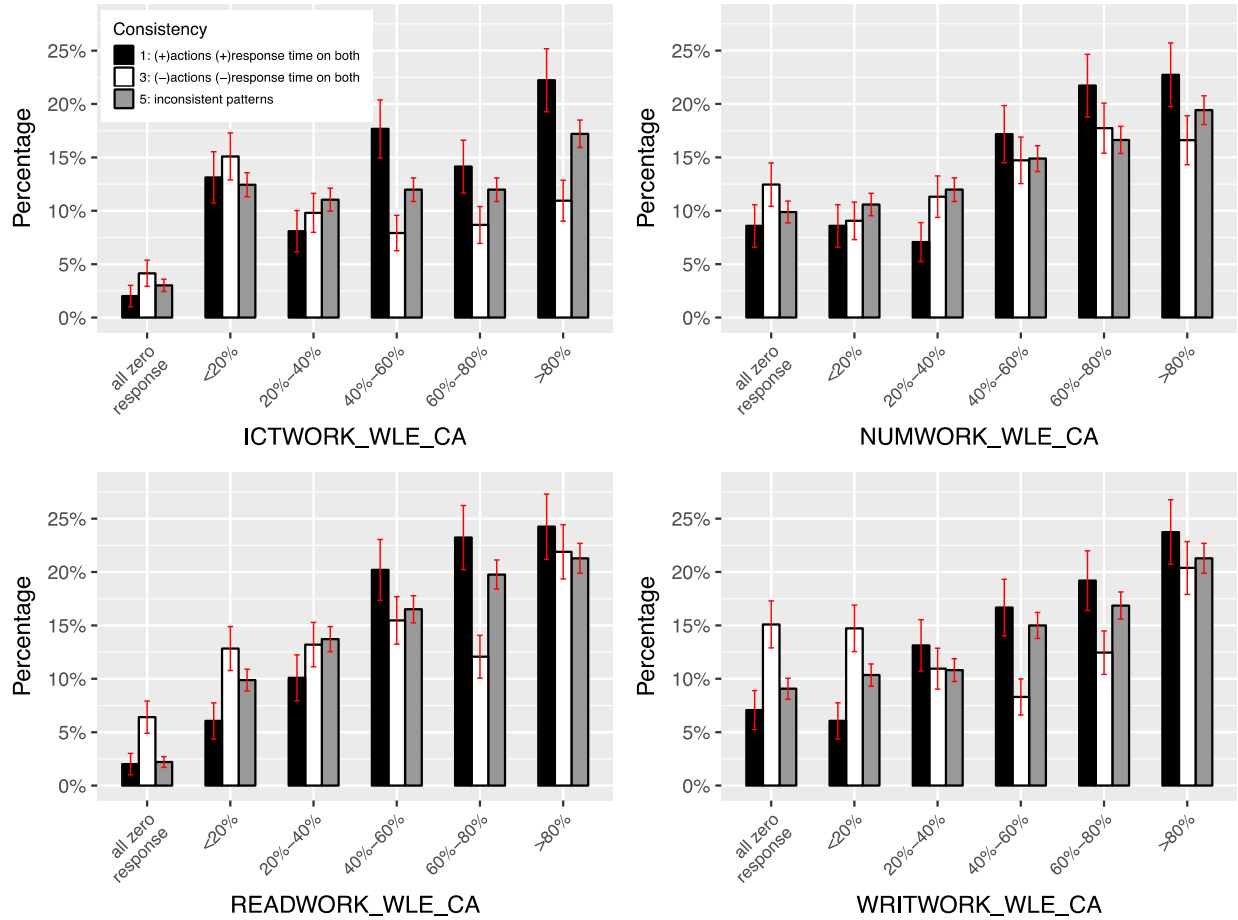 Consistency
1: (+)actions (+)response time on both
3: (−)actions (−)response time on both
5: inconsistent patterns
Percentage
25%
20%
15%
10%
5%
0%
all zero
response
<20%
20%−40%
40%−60%
60%−80%
>80%
ICTWORK_WLE_CA
Percentage
25%
20%
15%
10%
5%
0%
all zero
response
<20%
20%−40%
40%−60%
60%−80%
>80%
NUMWORK_WLE_CA
Percentage
25%
20%
15%
10%
5%
0%
all zero
response
<20%
20%−40%
40%−60%
60%−80%
>80%
READWORK_WLE_CA
Percentage
25%
20%
15%
10%
5%
0%
all zero
response
<20%
20%−40%
40%−60%
60%−80%
>80%
WRITWORK_WLE_CA